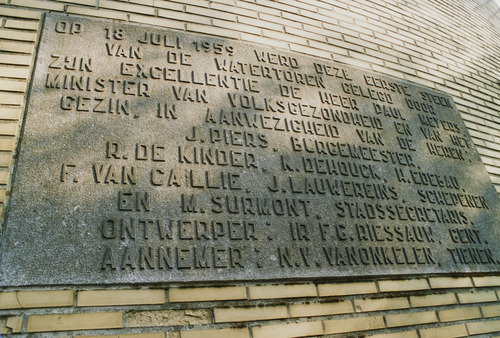 OP 18 JULI 1959 WERD DEZE EERSTE STEEN
VAN DE WATERTOREN GELEGD DOOR
ZIJN EXCELLENTIE DE HEER PAUL MEYERS
MINISTER VAN VOLKSGEZONDHEID EN VAN HET
GEZIN, IN AANWEZIGHEID VAN DE HEREN:
J. PIERS, BURGEMEESTER,
R. DE KINDER, K. DEHOUCK, H. EDEBAU,
F. VAN CAILLIE, J. LAUWEREINS, SCHEPENEN
EN M. SURMONT, STADSSECRETARIS.
ONTWERPER: IR F.G. RIESSAUW, GENT.
AANNEMER: N.V. VANONKELEN, TIENEN.